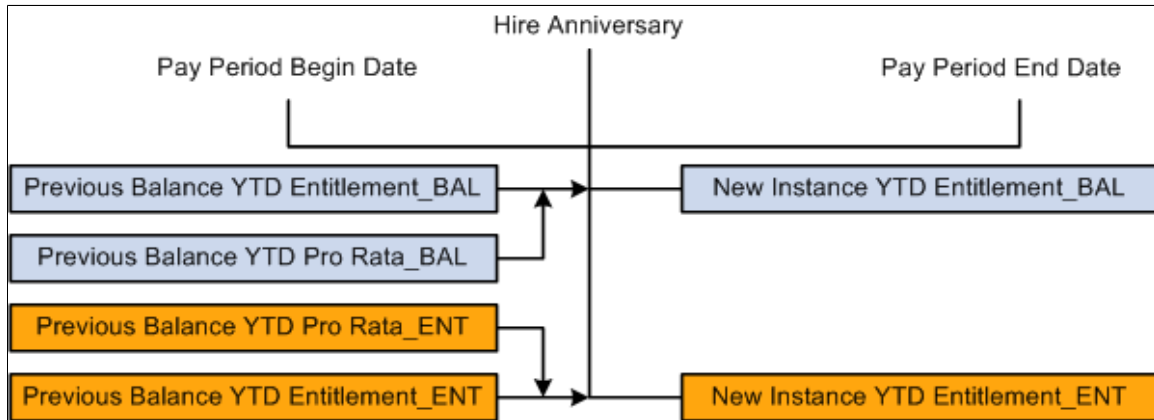 Hire Anniversary
Pay Period Begin Date
Pay Period End Date
Previous Balance YTD Entitlement_BAL
New Instance YTD Entitlement_BAL
Previous Balance YTD Pro Rata_BAL
Previous Balance YTD Pro Rata_ENT
Previous Balance YTD Entitlement_ENT
New Instance YTD Entitlement_ENT